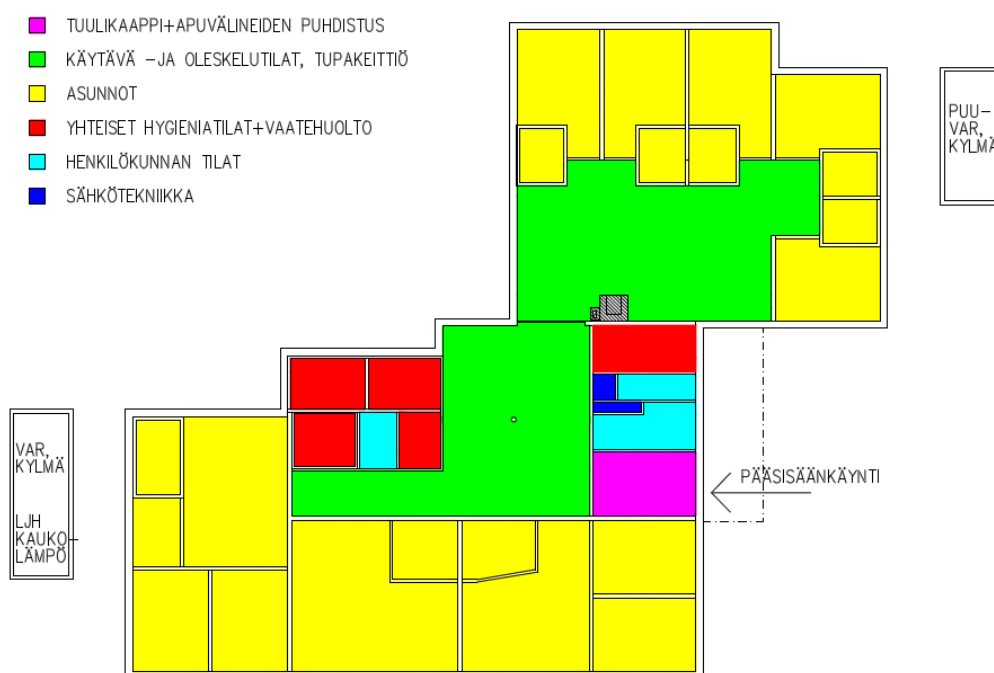 TUULIKAAPPI+APUVÄLINEIDEN PUHDISTUS
KÄYTÄVÄ -JA OLESKELUTILAT, TUPAKEITTIÖ
ASUNNOT
YHTEISET HYGIENIATILAT+VAATEHUOLTO
HENKILÖKUNNAN TILAT
SÄHKÖTEKNIIKKA
PUU-
VAR,
KYLMÄ
VAR,
KYLMÄ
LJH
KAUKO-
LÄMPÖ
PÄÄSISÄÄNKÄYNTI